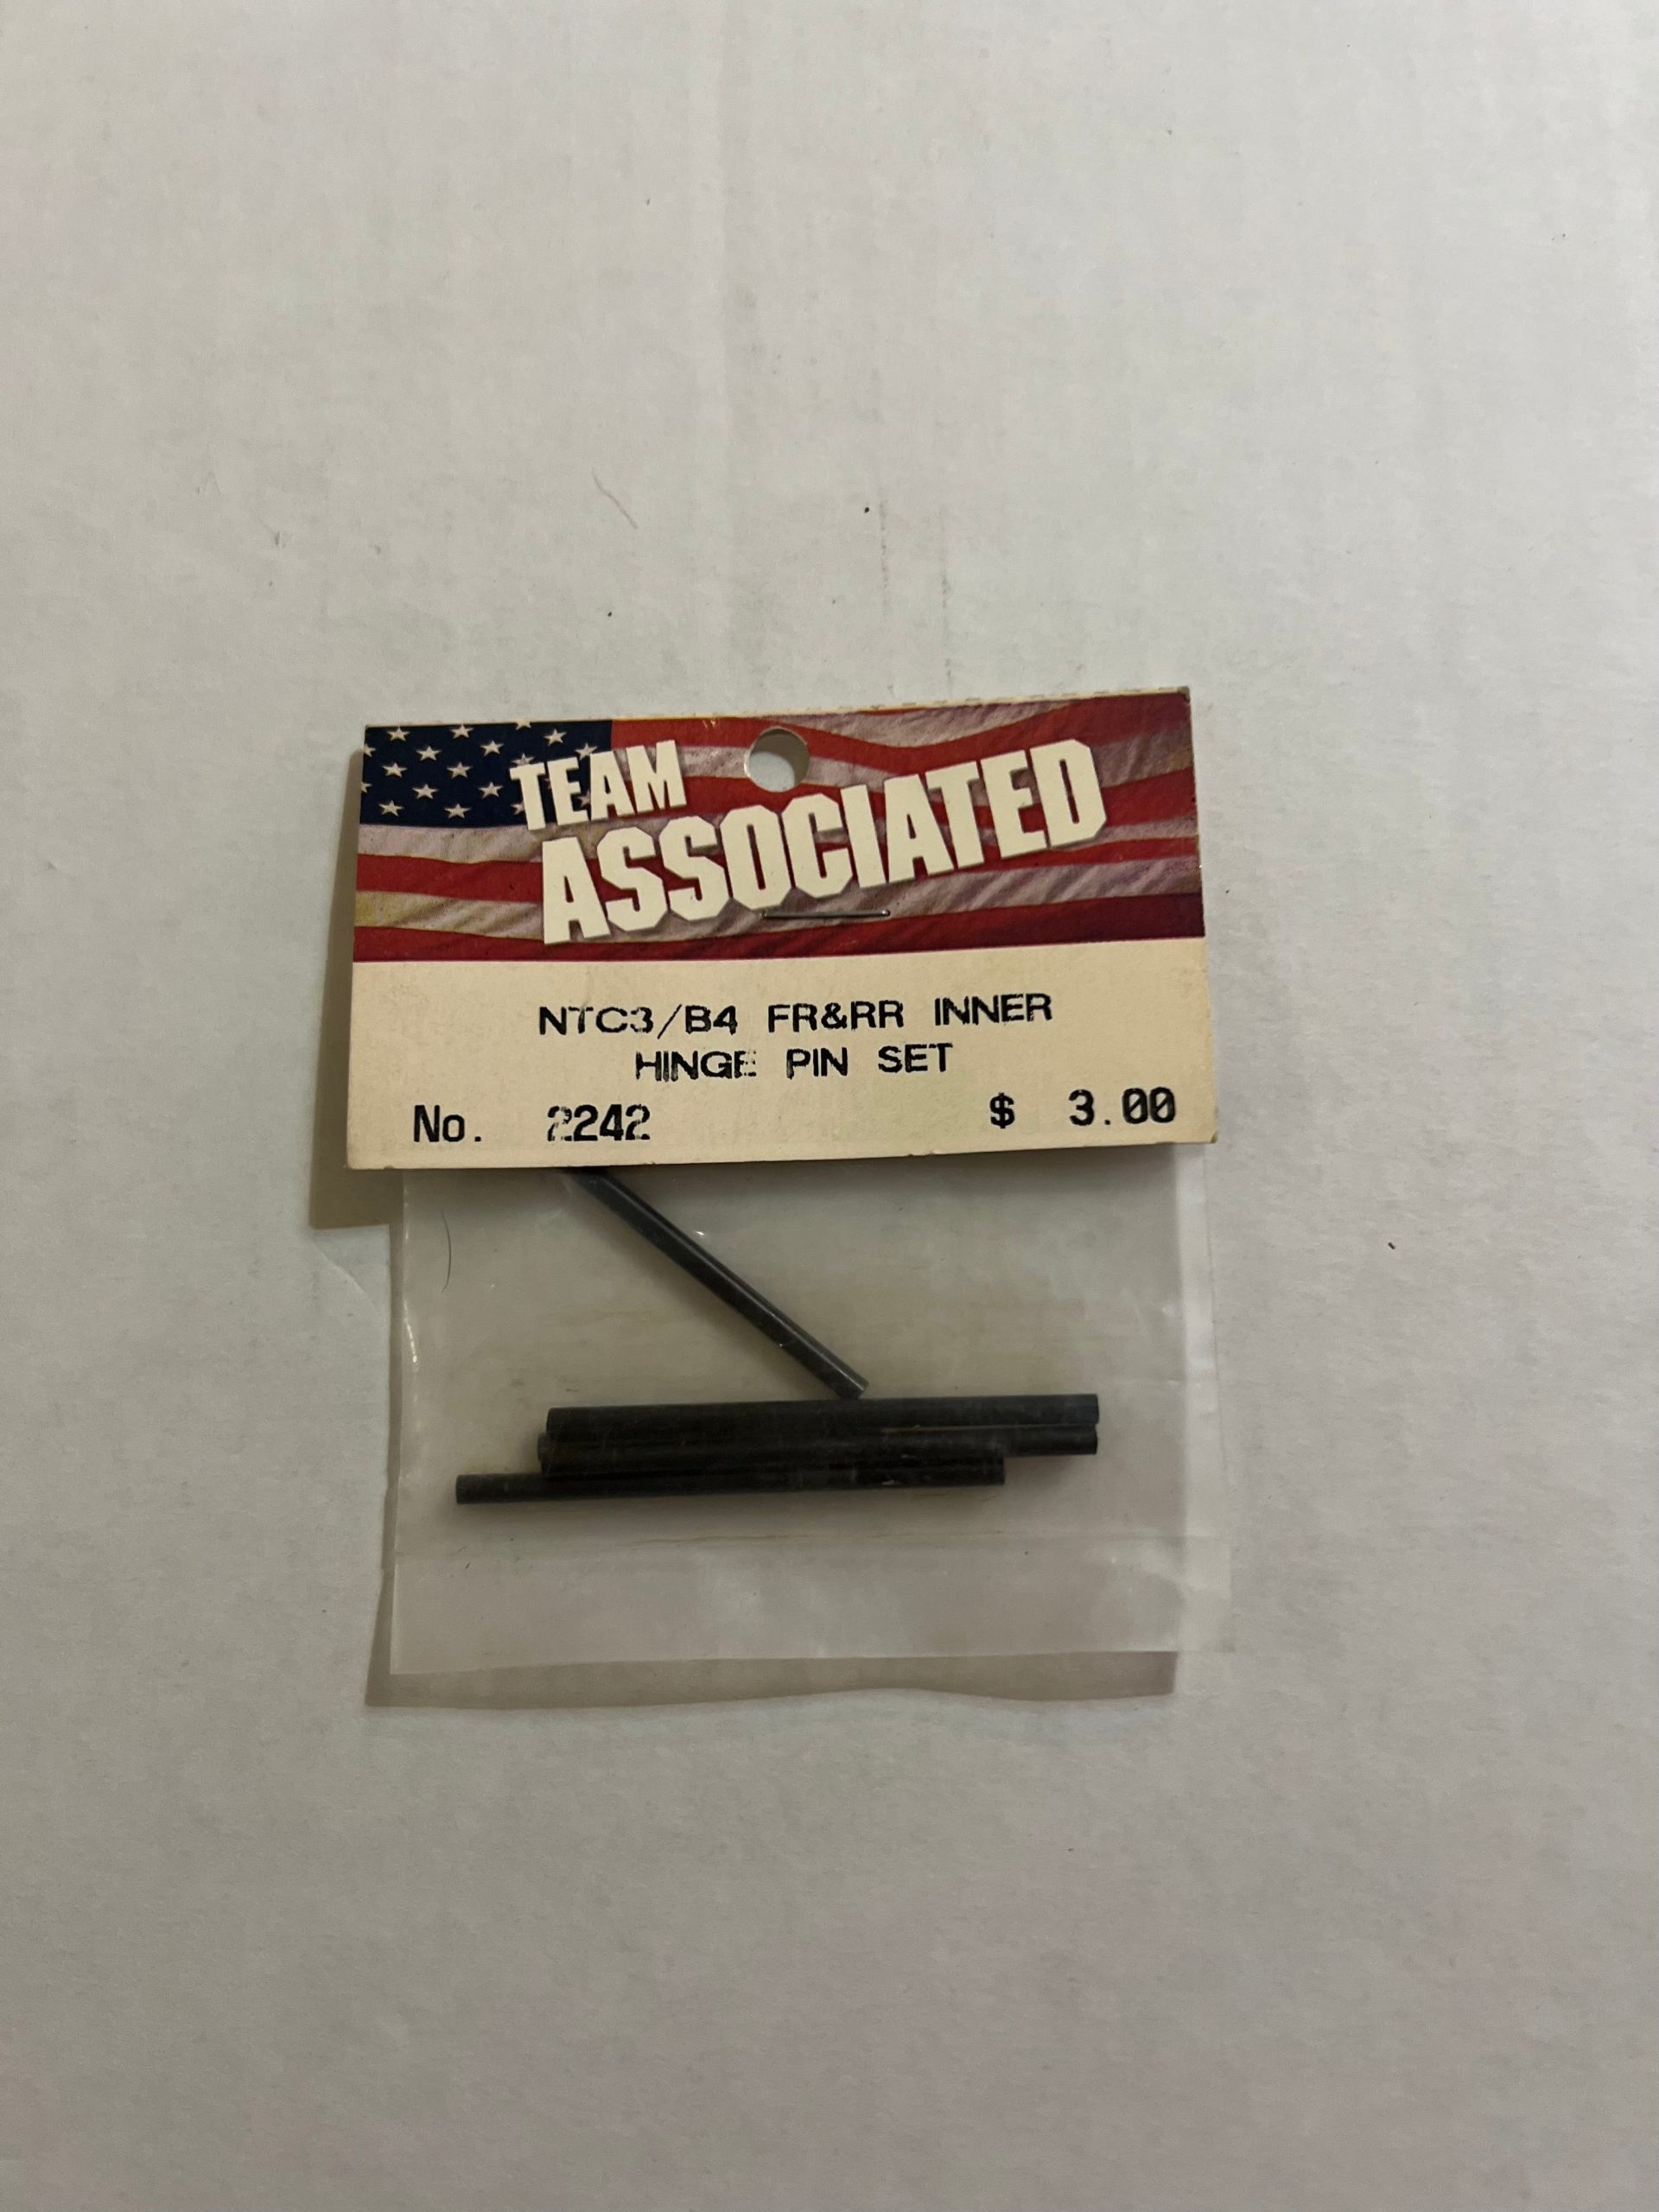 TEAM
ASSOCIATED
NTC3/B4 FR&RR INNER
HINGE PIN SET
No. 2242 $ 3.00